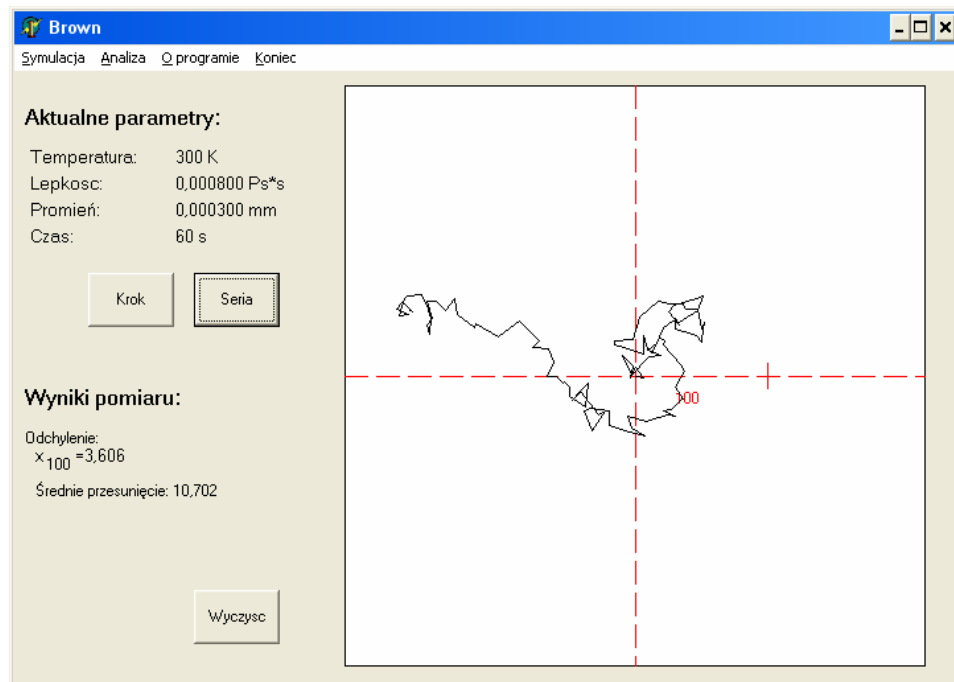 Brown
Symulacja Analiza O programie Koniec
Aktualne parametry:
Temperatura: 300 K
Lepkosc: 0,000800 Ps*s
Promień: 0,000300 mm
Czas: 60 s
Krok Seria
100
Wyniki pomiaru:
Odchylenie:
x100 =3,606
Średnie przesunięcie: 10,702
Wyczysc